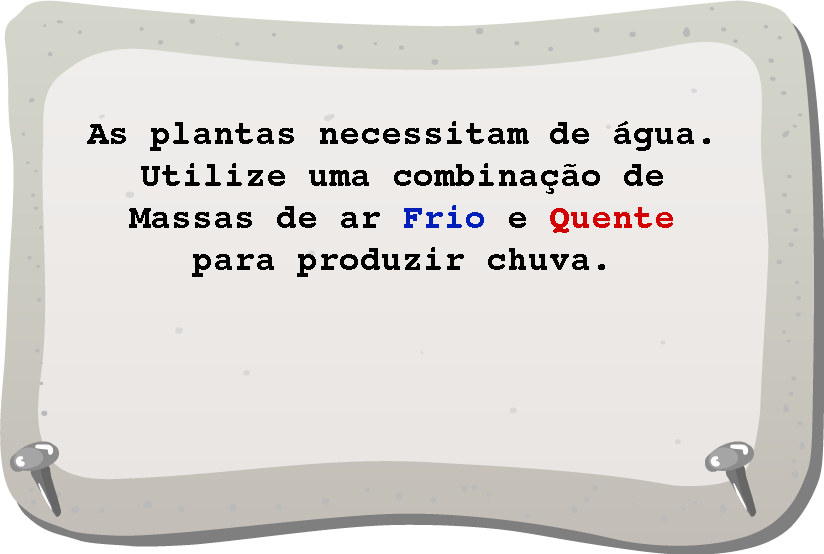 As plantas necessitam de água.
Utilize uma combinação de
Massas de ar Frio e Quente
para produzir chuva.